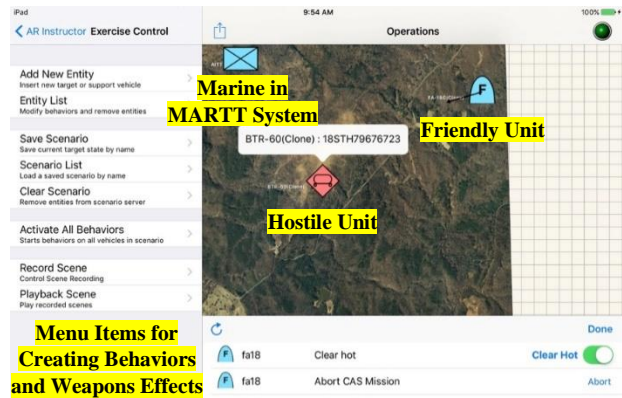 iPad
9:54 AM
100%
AR Instructor Exercise Control
Operations
Add New Entity
Insert new target or support vehicle
Entity List
Modify behaviors and remove entities
Save Scenario
Save current target state by name
Scenario List
Load a saved scenario by name
Clear Scenario
Remove entities from scenario server
Activate All Behaviors
Starts behaviors on all vehicles in scenario
Record Scene
Control Scene Recording
Playback Scene
Play recorded scenes
Menu Items for
Creating Behaviors
and Weapons Effects
Marine in
MARTT System
F
Friendly Unit
BTR-60(Clone) : 18STH79676723
Hostile Unit
Done
F fa18 Clear hot Clear Hot
F fa18 Abort CAS Mission Abort